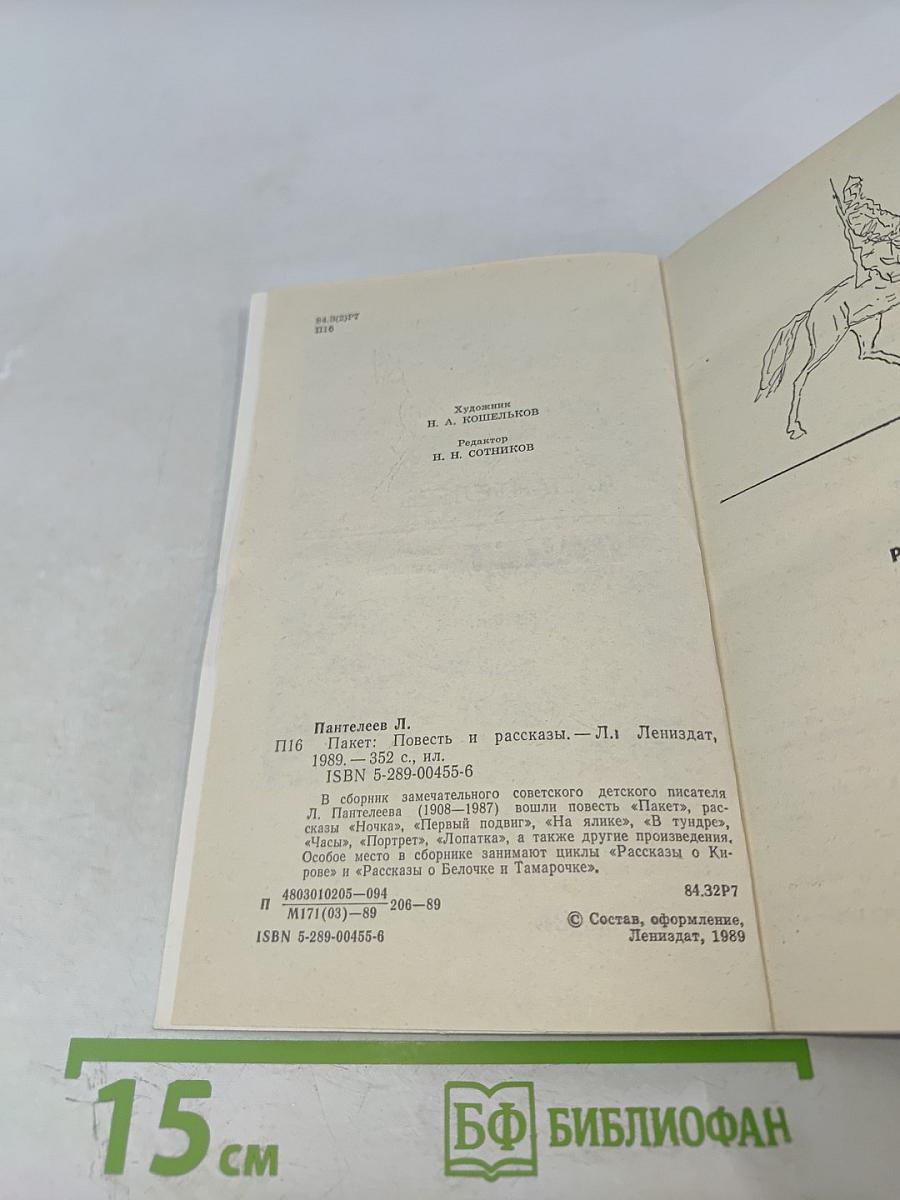 84.3(2)Р7
П16
Художник
Н. А. КОШЕЛЬКОВ
Редактор
Н. Н. СОТНИКОВ
Пантелеев Л.
П16 Пакет: Повесть и рассказы. — Л.: Лениздат,
1989. — 352 с., ил.
ISBN 5-289-00455-6
В сборник замечательного советского детского писателя
Л. Пантелеева (1908—1987) вошли повесть «Пакет», рас-
сказы «Ночка», «Первый подвиг», «На ялике», «В тундре»,
«Часы», «Портрет», «Лопатка», а также другие произведения.
Особое место в сборнике занимают циклы «Рассказы о Ки-
рове» и «Рассказы о Белочке и Тамарочке».
П 4803010205—094
М171(03)—89 206—89
84.32Р7
ISBN 5-289-00455-6
© Состав, оформление,
Лениздат, 1989
15 см
БФ БИБЛИОФАН